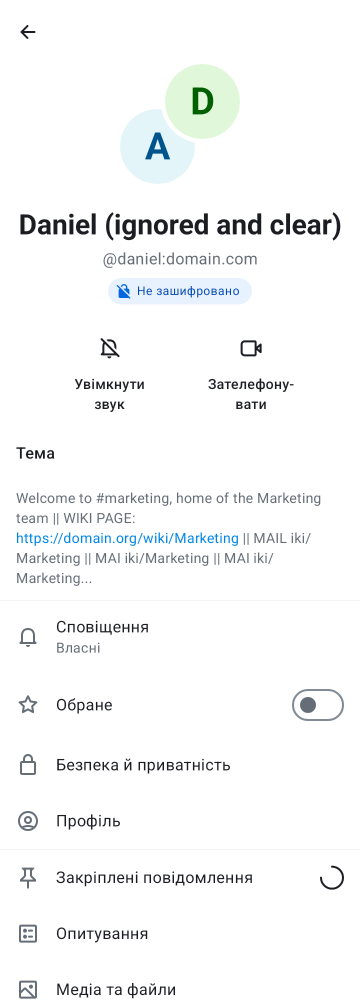 D
A
Daniel (ignored and clear)
@daniel:domain.com
Не зашифровано
Увімкнути
звук
Зателефону-
вати
Тема
Welcome to #marketing, home of the Marketing
team || WIKI PAGE:
https://domain.org/wiki/Marketing || MAIL iki/
Marketing || MAI iki/Marketing || MAI iki/
Marketing...
Сповіщення
Власні
Обране
Безпека й приватність
Профіль
Закріплені повідомлення
Опитування
Медіа та файли